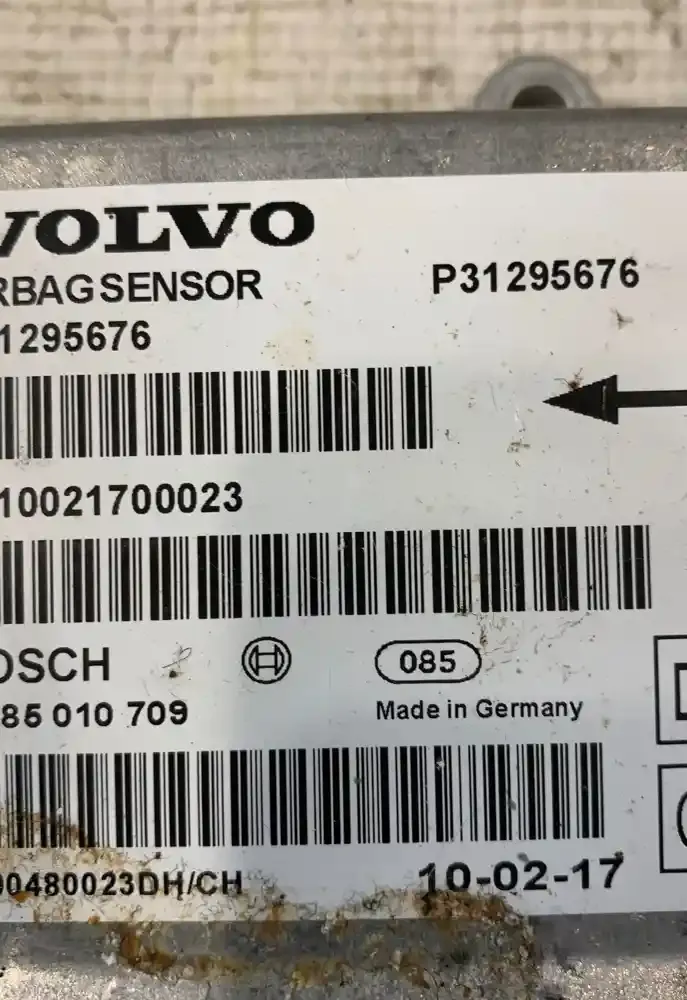 VOLVO
RBAGSENSOR P31295676
1295676
10021700023
OSCH 085
85 010 709 Made in Germany
00480023DH/CH 10-02-17